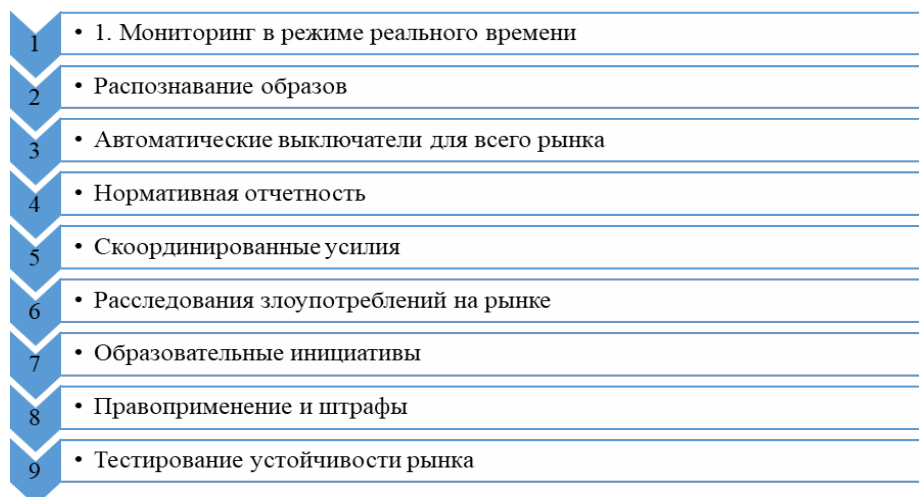 1 • 1. Мониторинг в режиме реального времени
2 • Распознавание образов
3 • Автоматические выключатели для всего рынка
4 • Нормативная отчетность
5 • Скоординированные усилия
6 • Расследования злоупотреблений на рынке
7 • Образовательные инициативы
8 • Правоприменение и штрафы
9 • Тестирование устойчивости рынка